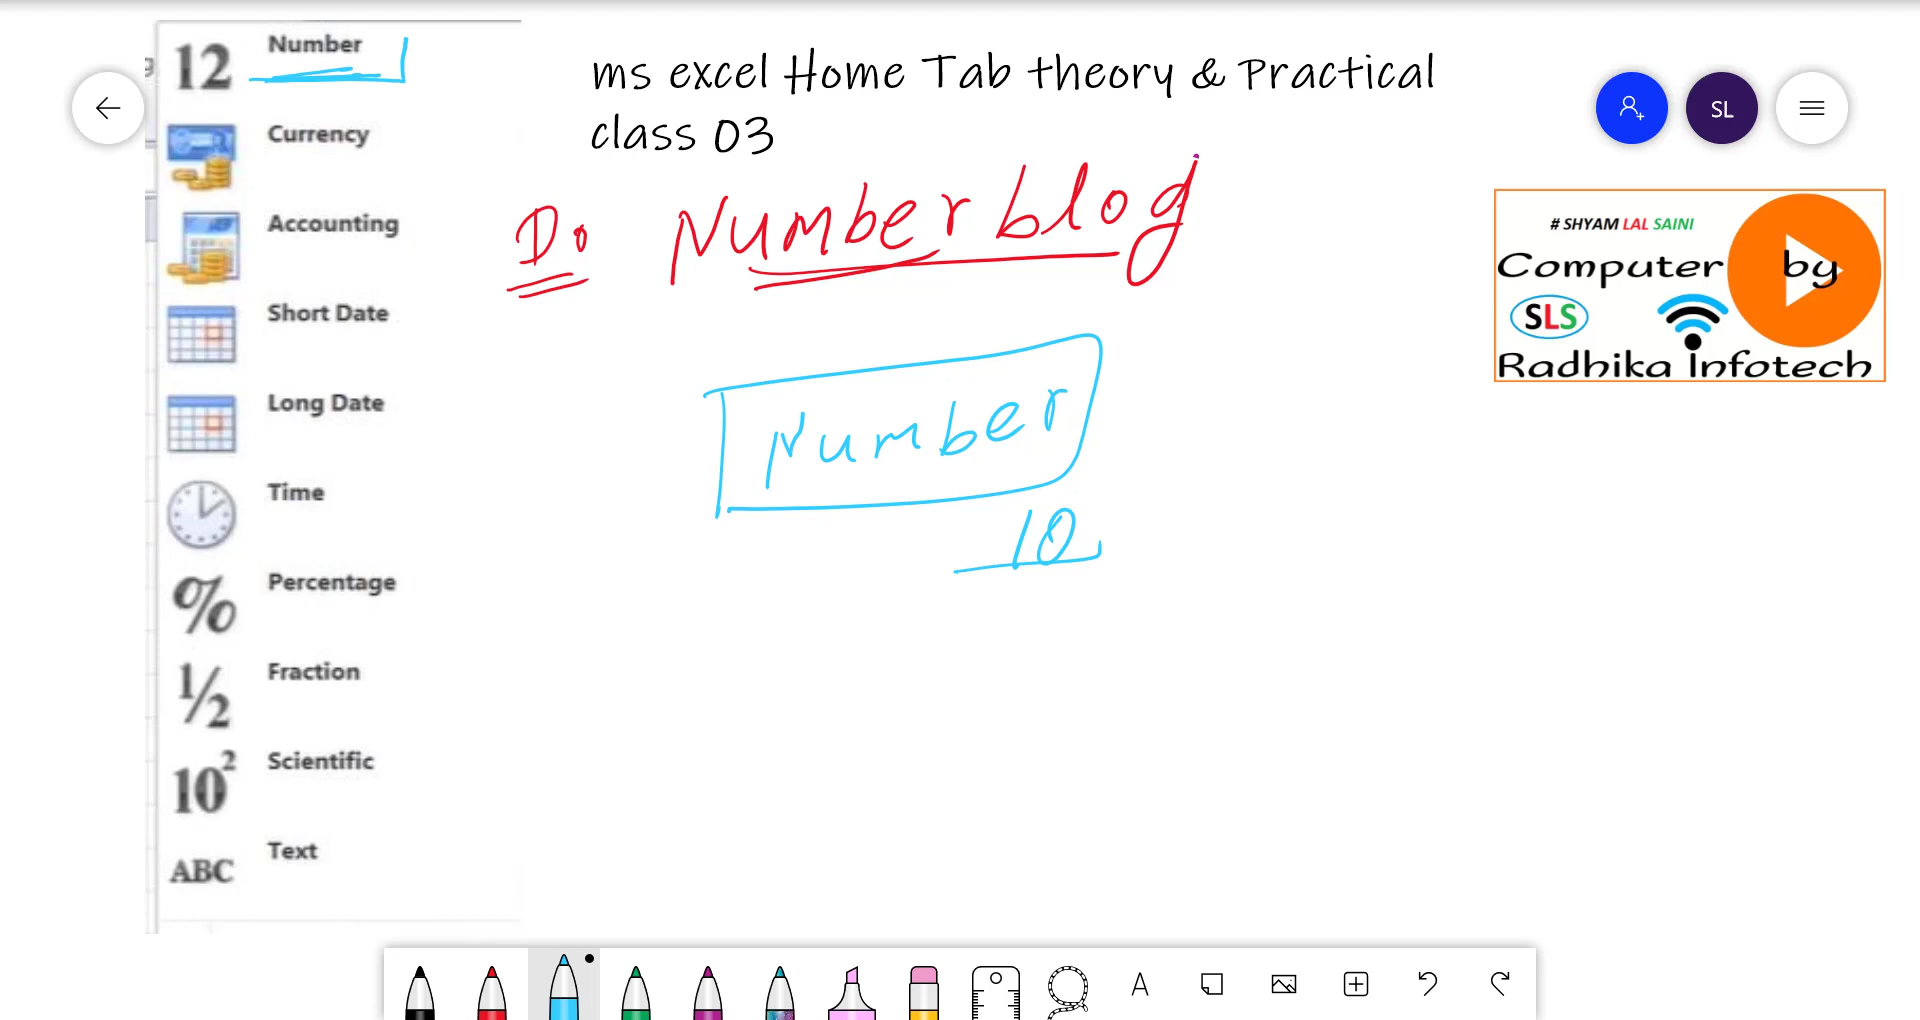 12 Number
Currency
Accounting
Short Date
Long Date
Time
% Percentage
1/2 Fraction
10² Scientific
ABC Text
ms excel Home Tab theory & Practical
class 03
Number blog
Number
10
SL
# SHYAM LAL SAINI
Computer by
SLS
Radhika Infotech
A